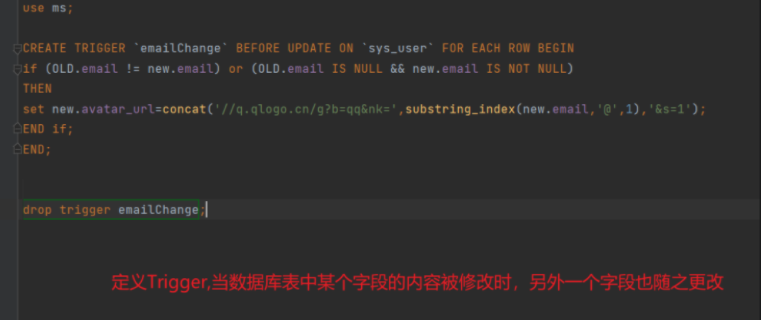 use ms;
CREATE TRIGGER `emailChange` BEFORE UPDATE ON `sys_user` FOR EACH ROW BEGIN
if (OLD.email != new.email) or (OLD.email IS NULL && new.email IS NOT NULL)
THEN
set new.avatar_url=concat('//q.qlogo.cn/g?b=qq&nk=',substring_index(new.email,'@',1),'&s=1');
END if;
END;
drop trigger emailChange;
定义Trigger,当数据库表中某个字段的内容被修改时，另外一个字段也随之更改